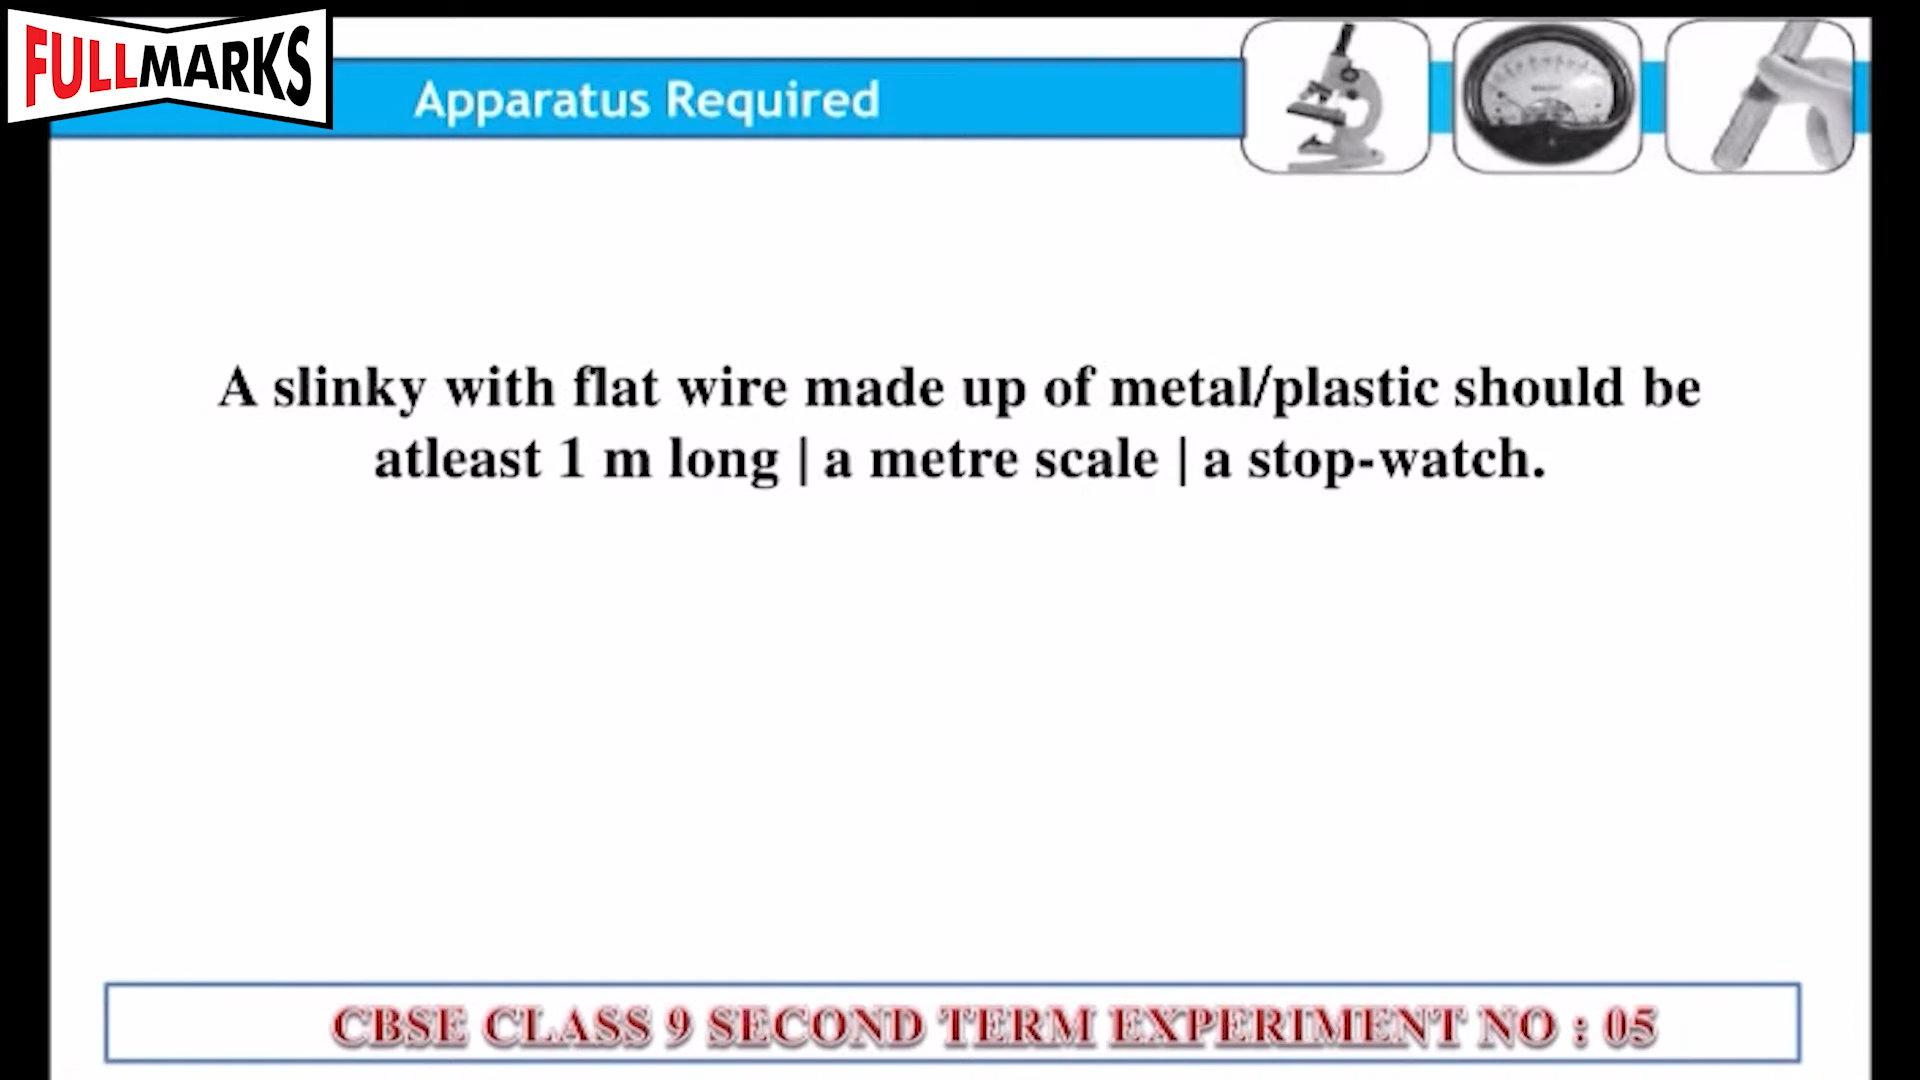 FULLMARKS
Apparatus Required
A slinky with flat wire made up of metal/plastic should be
atleast 1 m long | a metre scale | a stop-watch.
CBSE CLASS 9 SECOND TERM EXPERIMENT NO : 05